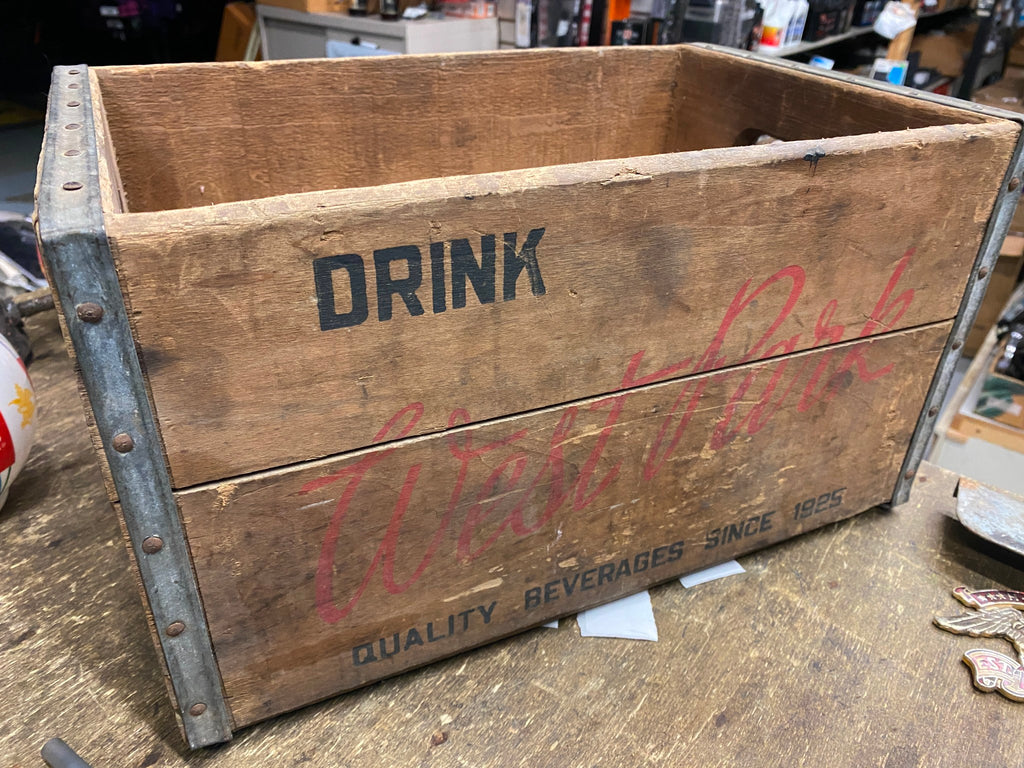 DRINK
West Park
QUALITY BEVERAGES SINCE 1925